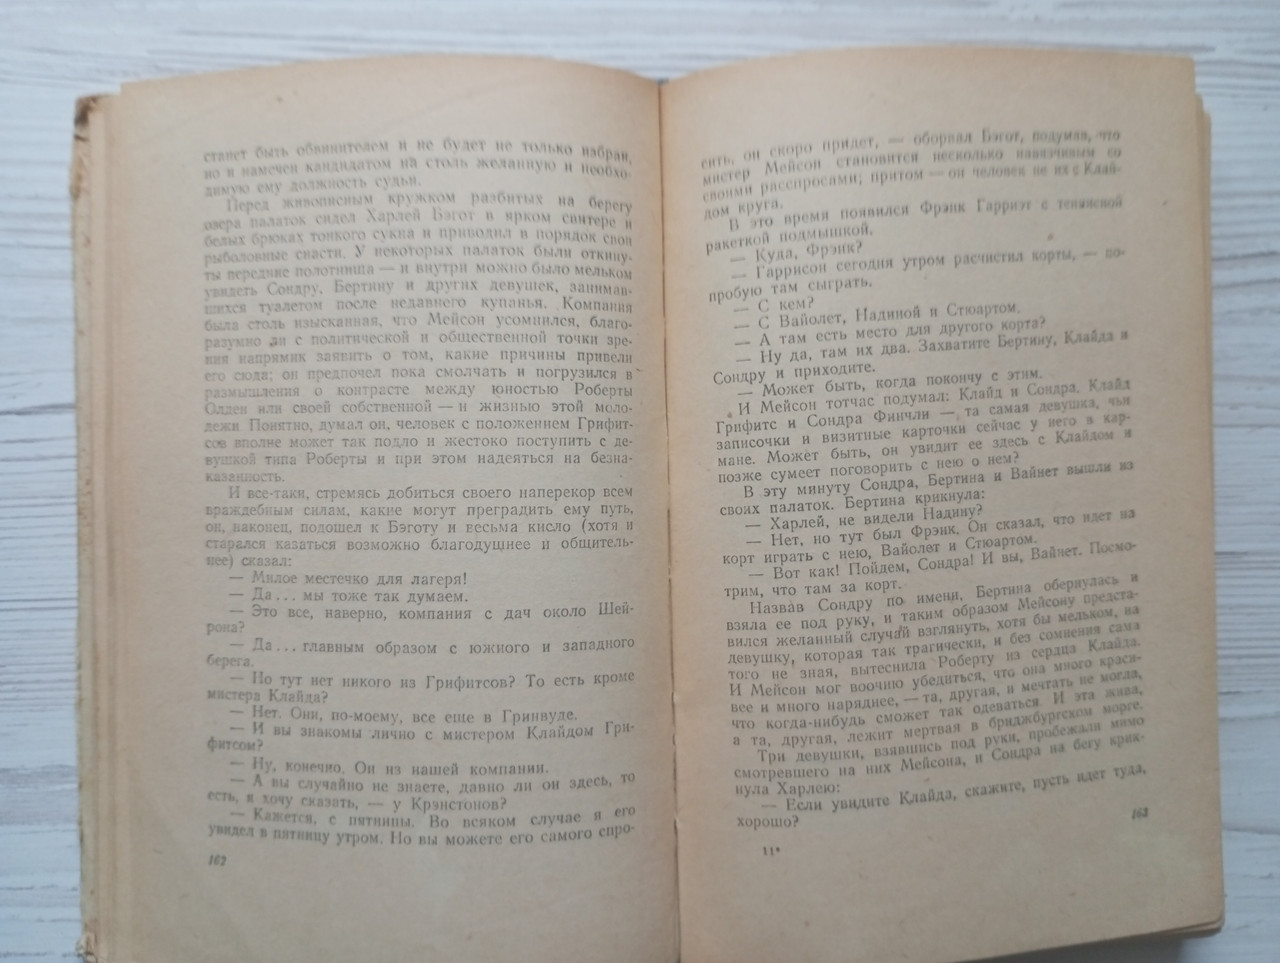 станет быть обвинителем и не будет не только избран,
но и намечен кандидатом на столь желанную и необхо-
димую ему должность судьи.
Перед живописным кружком разбитых на берегу
озера палаток сидел Харлей Бэгот в ярком свитере и
белых брюках тонкого сукна и приводил в порядок свои
рыболовные снасти. У некоторых палаток были откину-
ты передние полотнища — и внутри можно было мельком
увидеть Сондру, Бертину и других девушек, занимав-
шихся туалетом после недавнего купанья. Компания
была столь изысканная, что Мейсон усомнился, благо-
разумно ли с политической и общественной точки зре-
ния напрямик заявить о том, какие причины привели
его сюда; он предпочел пока смолчать и погрузился в
размышления о контрасте между юностью Роберты
Олден или своей собственной — и жизнью этой моло-
дежи. Понятно, думал он, человек с положением Грифит-
сов вполне может так подло и жестоко поступить с де-
вушкой типа Роберты и при этом надеяться на безна-
казанность.
И все-таки, стремясь добиться своего наперекор всем
враждебным силам, какие могут преградить ему путь,
он, наконец, подошел к Бэготу и весьма кисло (хотя и
старался казаться возможно благодушнее и общитель-
нее) сказал:
— Милое местечко для лагеря!
— Да... мы тоже так думаем.
— Это все, наверно, компания с дач около Шей-
рона?
— Да... главным образом с южного и западного
берега.
— Но тут нет никого из Грифитсов? То есть кроме
мистера Клайда?
— Нет. Они, по-моему, все еще в Гринвуде.
— И вы знакомы лично с мистером Клайдом Гри-
фитсом?
— Ну, конечно. Он из нашей компании.
— А вы случайно не знаете, давно ли он здесь, то
есть, я хочу сказать, — у Крэнстонов?
— Кажется, с пятницы. Во всяком случае я его
увидел в пятницу утром. Но вы можете его самого спро-
162
сить, он скоро придет, — оборвал Бэгот, подумав, что
мистер Мейсон становится несколько навязчивым со
своими расспросами; притом — он человек не их с Клай-
дом круга.
В это время появился Фрэнк Гарриэт с теннисной
ракеткой подмышкой.
— Куда, Фрэнк?
— Гаррисон сегодня утром расчистил корты, — по-
пробую там сыграть.
— С кем?
— С Вайолет, Надиной и Стюартом.
— А там есть место для другого корта?
— Ну да, там их два. Захватите Бертину, Клайда и
Сондру и приходите.
— Может быть, когда покончу с этим.
И Мейсон тотчас подумал: Клайд и Сондра. Клайд
Грифитс и Сондра Финчли — та самая девушка, чьи
записочки и визитные карточки сейчас у него в кар-
мане. Может быть, он увидит ее здесь с Клайдом и
позже сумеет поговорить с нею о нем?
В эту минуту Сондра, Бертина и Вайнет вышли из
своих палаток. Бертина крикнула:
— Харлей, не видели Надину?
— Нет, но тут был Фрэнк. Он сказал, что идет на
корт играть с нею, Вайолет и Стюартом.
— Вот как! Пойдем, Сондра! И вы, Вайнет. Посмо-
трим, что там за корт.
Назвав Сондру по имени, Бертина обернулась и
взяла ее под руку, и таким образом Мейсону предста-
вился желанный случай взглянуть, хотя бы мельком, на
девушку, которая так трагически, и без сомнения сама
того не зная, вытеснила Роберту из сердца Клайда.
И Мейсон мог воочию убедиться, что она много краси-
вее и много наряднее, — та, другая, и мечтать не могла,
что когда-нибудь сможет так одеваться. И эта жива,
а та, другая, лежит мертвая в бриджбургском морге.
Три девушки, взявшись под руки, пробежали мимо
смотревшего на них Мейсона, и Сондра на бегу крик-
нула Харлею:
— Если увидите Клайда, скажите, пусть идет туда,
хорошо?
11*
163